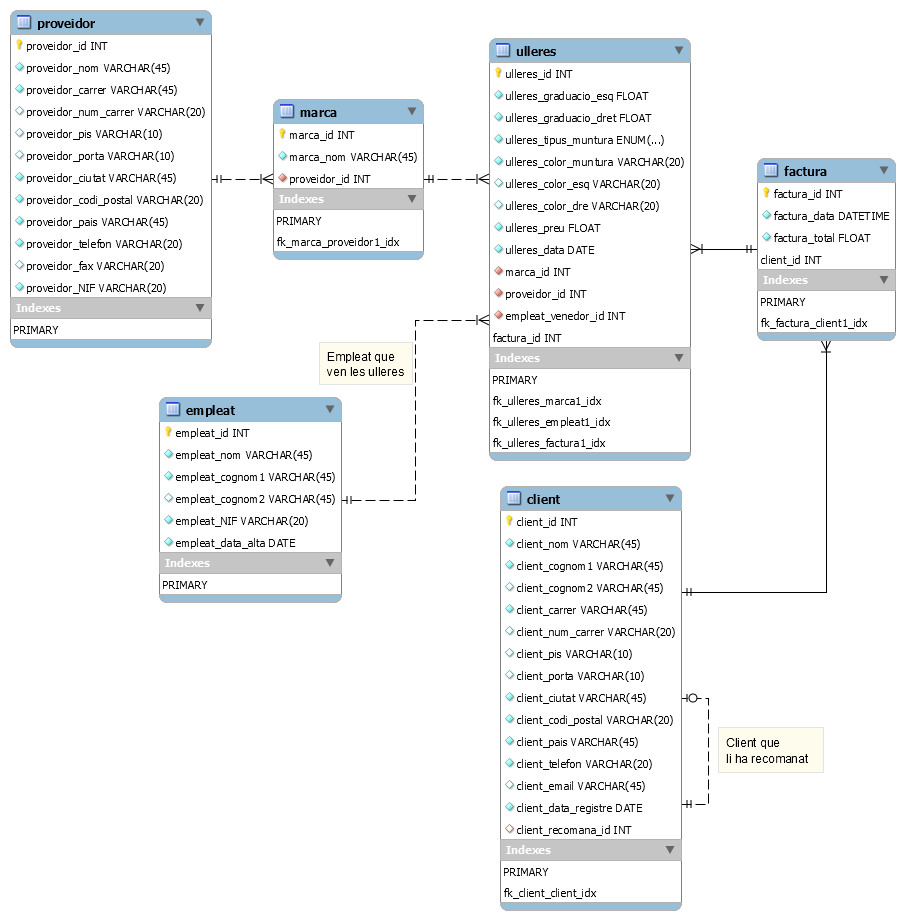 proveidor
proveidor_id INT
proveidor_nom VARCHAR(45)
proveidor_carrer VARCHAR(45)
proveidor_num_carrer VARCHAR(20)
proveidor_pis VARCHAR(10)
proveidor_porta VARCHAR(10)
proveidor_ciutat VARCHAR(45)
proveidor_codi_postal VARCHAR(20)
proveidor_pais VARCHAR(45)
proveidor_telefon VARCHAR(20)
proveidor_fax VARCHAR(20)
proveidor_NIF VARCHAR(20)
Indexes
PRIMARY
marca
marca_id INT
marca_nom VARCHAR(45)
proveidor_id INT
Indexes
PRIMARY
fk_marca_proveidor1_idx
ulleres
ulleres_id INT
ulleres_graduacio_esq FLOAT
ulleres_graduacio_dret FLOAT
ulleres_tipus_muntura ENUM(...)
ulleres_color_muntura VARCHAR(20)
ulleres_color_esq VARCHAR(20)
ulleres_color_dre VARCHAR(20)
ulleres_preu FLOAT
ulleres_data DATE
marca_id INT
proveidor_id INT
empleat_venedor_id INT
factura_id INT
Indexes
PRIMARY
fk_ulleres_marca1_idx
fk_ulleres_empleat1_idx
fk_ulleres_factura1_idx
factura
factura_id INT
factura_data DATETIME
factura_total FLOAT
client_id INT
Indexes
PRIMARY
fk_factura_client1_idx
Empleat que
ven les ulleres
empleat
empleat_id INT
empleat_nom VARCHAR(45)
empleat_cognom1 VARCHAR(45)
empleat_cognom2 VARCHAR(45)
empleat_NIF VARCHAR(20)
empleat_data_alta DATE
Indexes
PRIMARY
client
client_id INT
client_nom VARCHAR(45)
client_cognom1 VARCHAR(45)
client_cognom2 VARCHAR(45)
client_carrer VARCHAR(45)
client_num_carrer VARCHAR(20)
client_pis VARCHAR(10)
client_porta VARCHAR(10)
client_ciutat VARCHAR(45)
client_codi_postal VARCHAR(20)
client_pais VARCHAR(45)
client_telefon VARCHAR(20)
client_email VARCHAR(45)
client_data_registre DATE
client_recomana_id INT
Indexes
PRIMARY
fk_client_client_idx
Client que
li ha recomanat